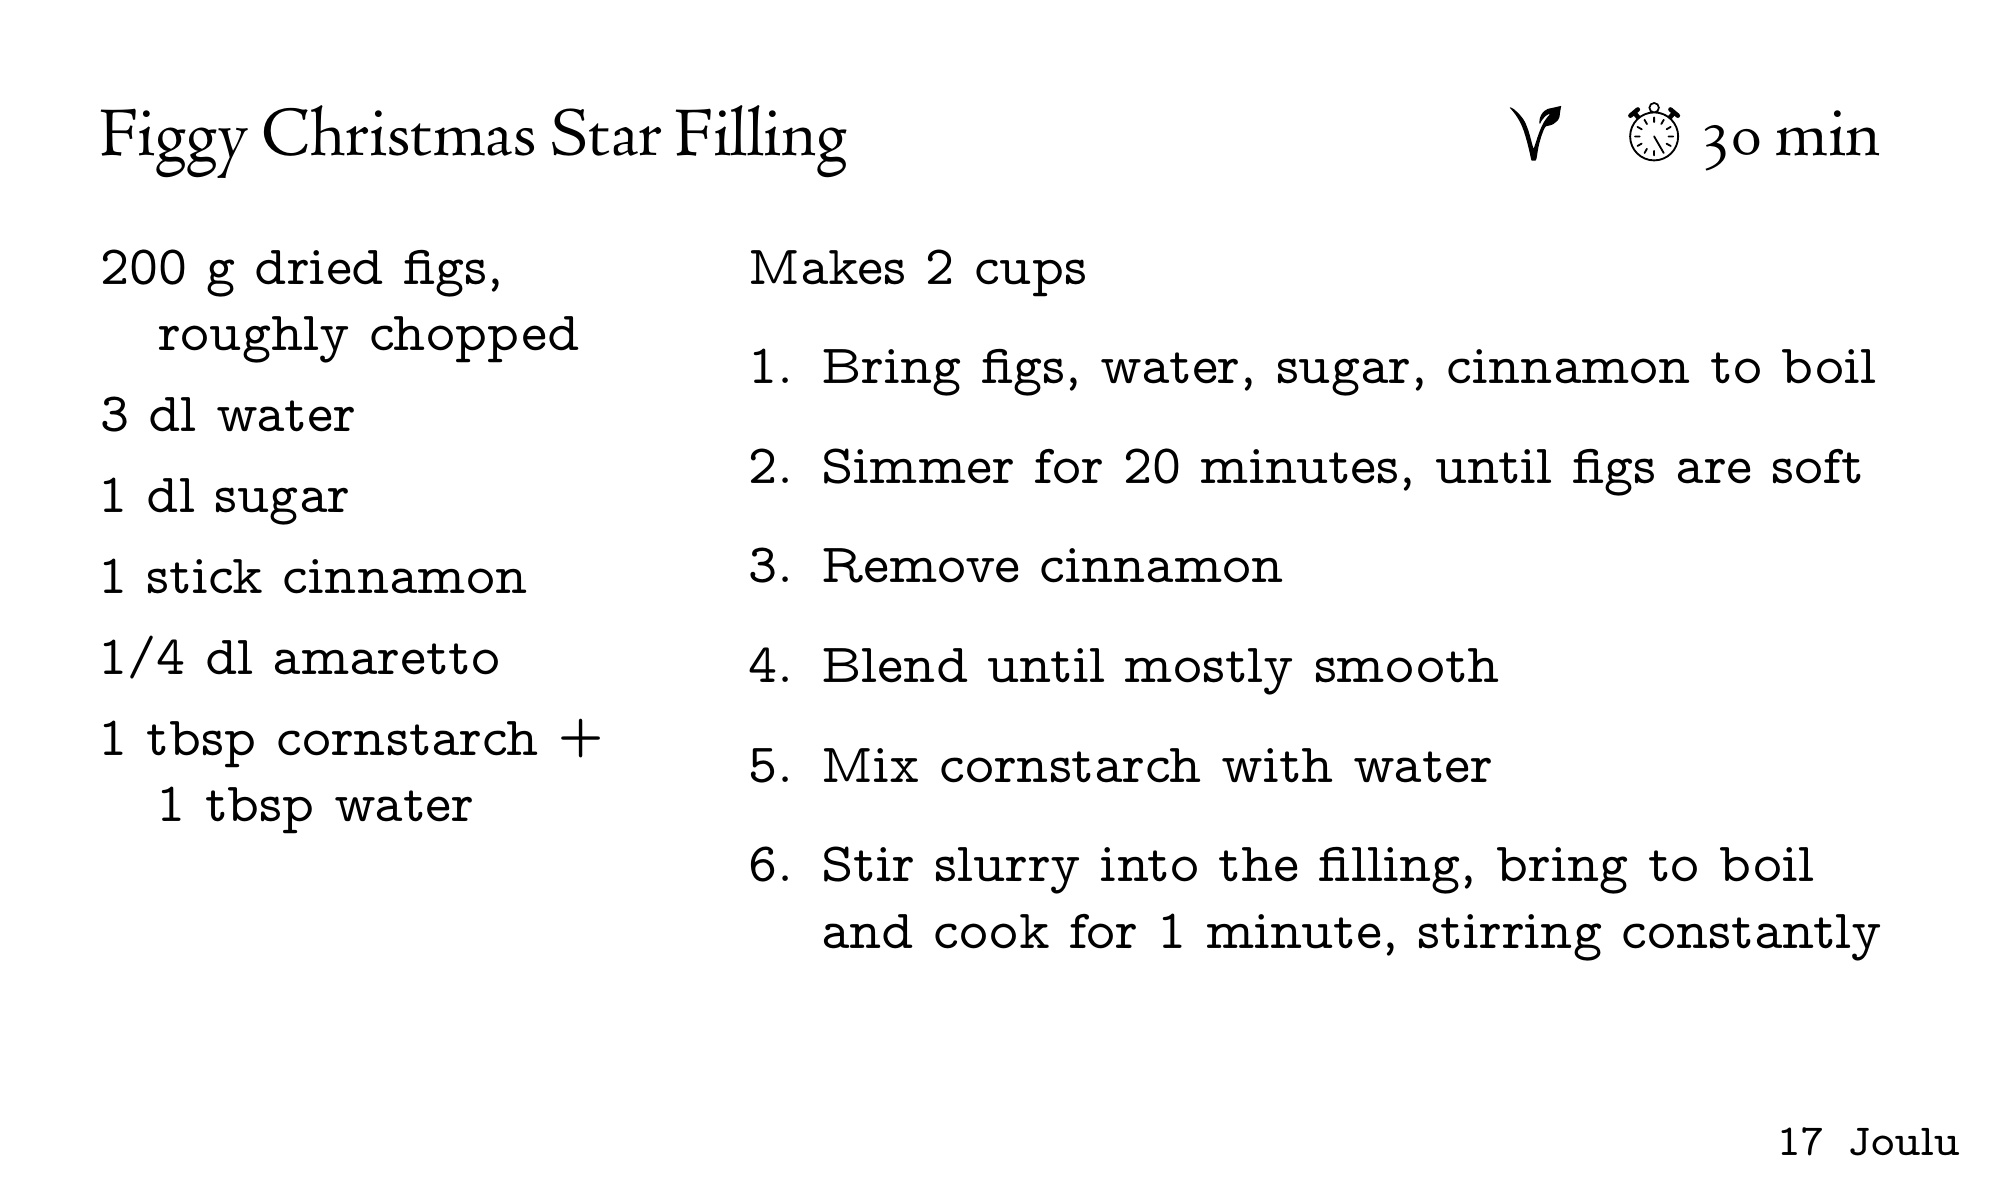 Figgy Christmas Star Filling
30 min
200 g dried figs,
roughly chopped
3 dl water
1 dl sugar
1 stick cinnamon
1/4 dl amaretto
1 tbsp cornstarch +
1 tbsp water
Makes 2 cups
1. Bring figs, water, sugar, cinnamon to boil
2. Simmer for 20 minutes, until figs are soft
3. Remove cinnamon
4. Blend until mostly smooth
5. Mix cornstarch with water
6. Stir slurry into the filling, bring to boil
and cook for 1 minute, stirring constantly
17 Joulu